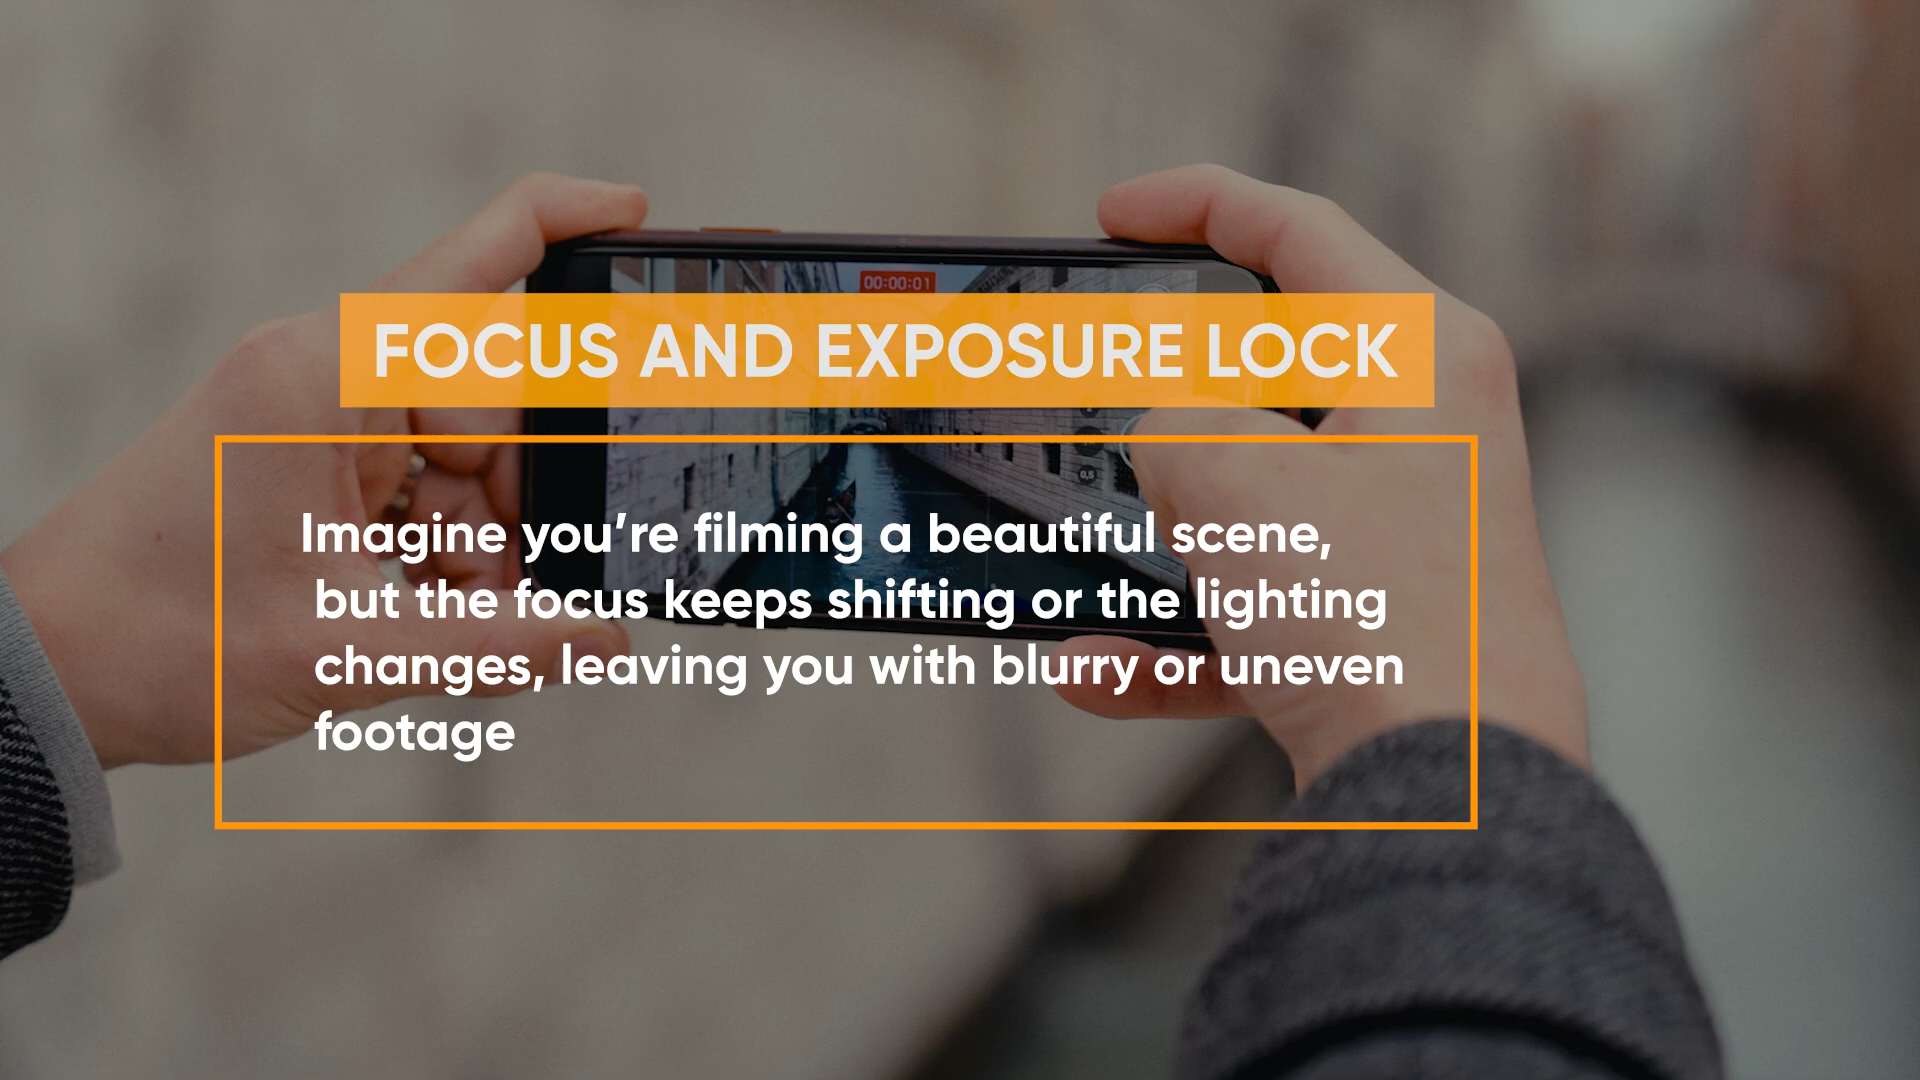 00:00:01
FOCUS AND EXPOSURE LOCK
Imagine you’re filming a beautiful scene,
but the focus keeps shifting or the lighting
changes, leaving you with blurry or uneven
footage